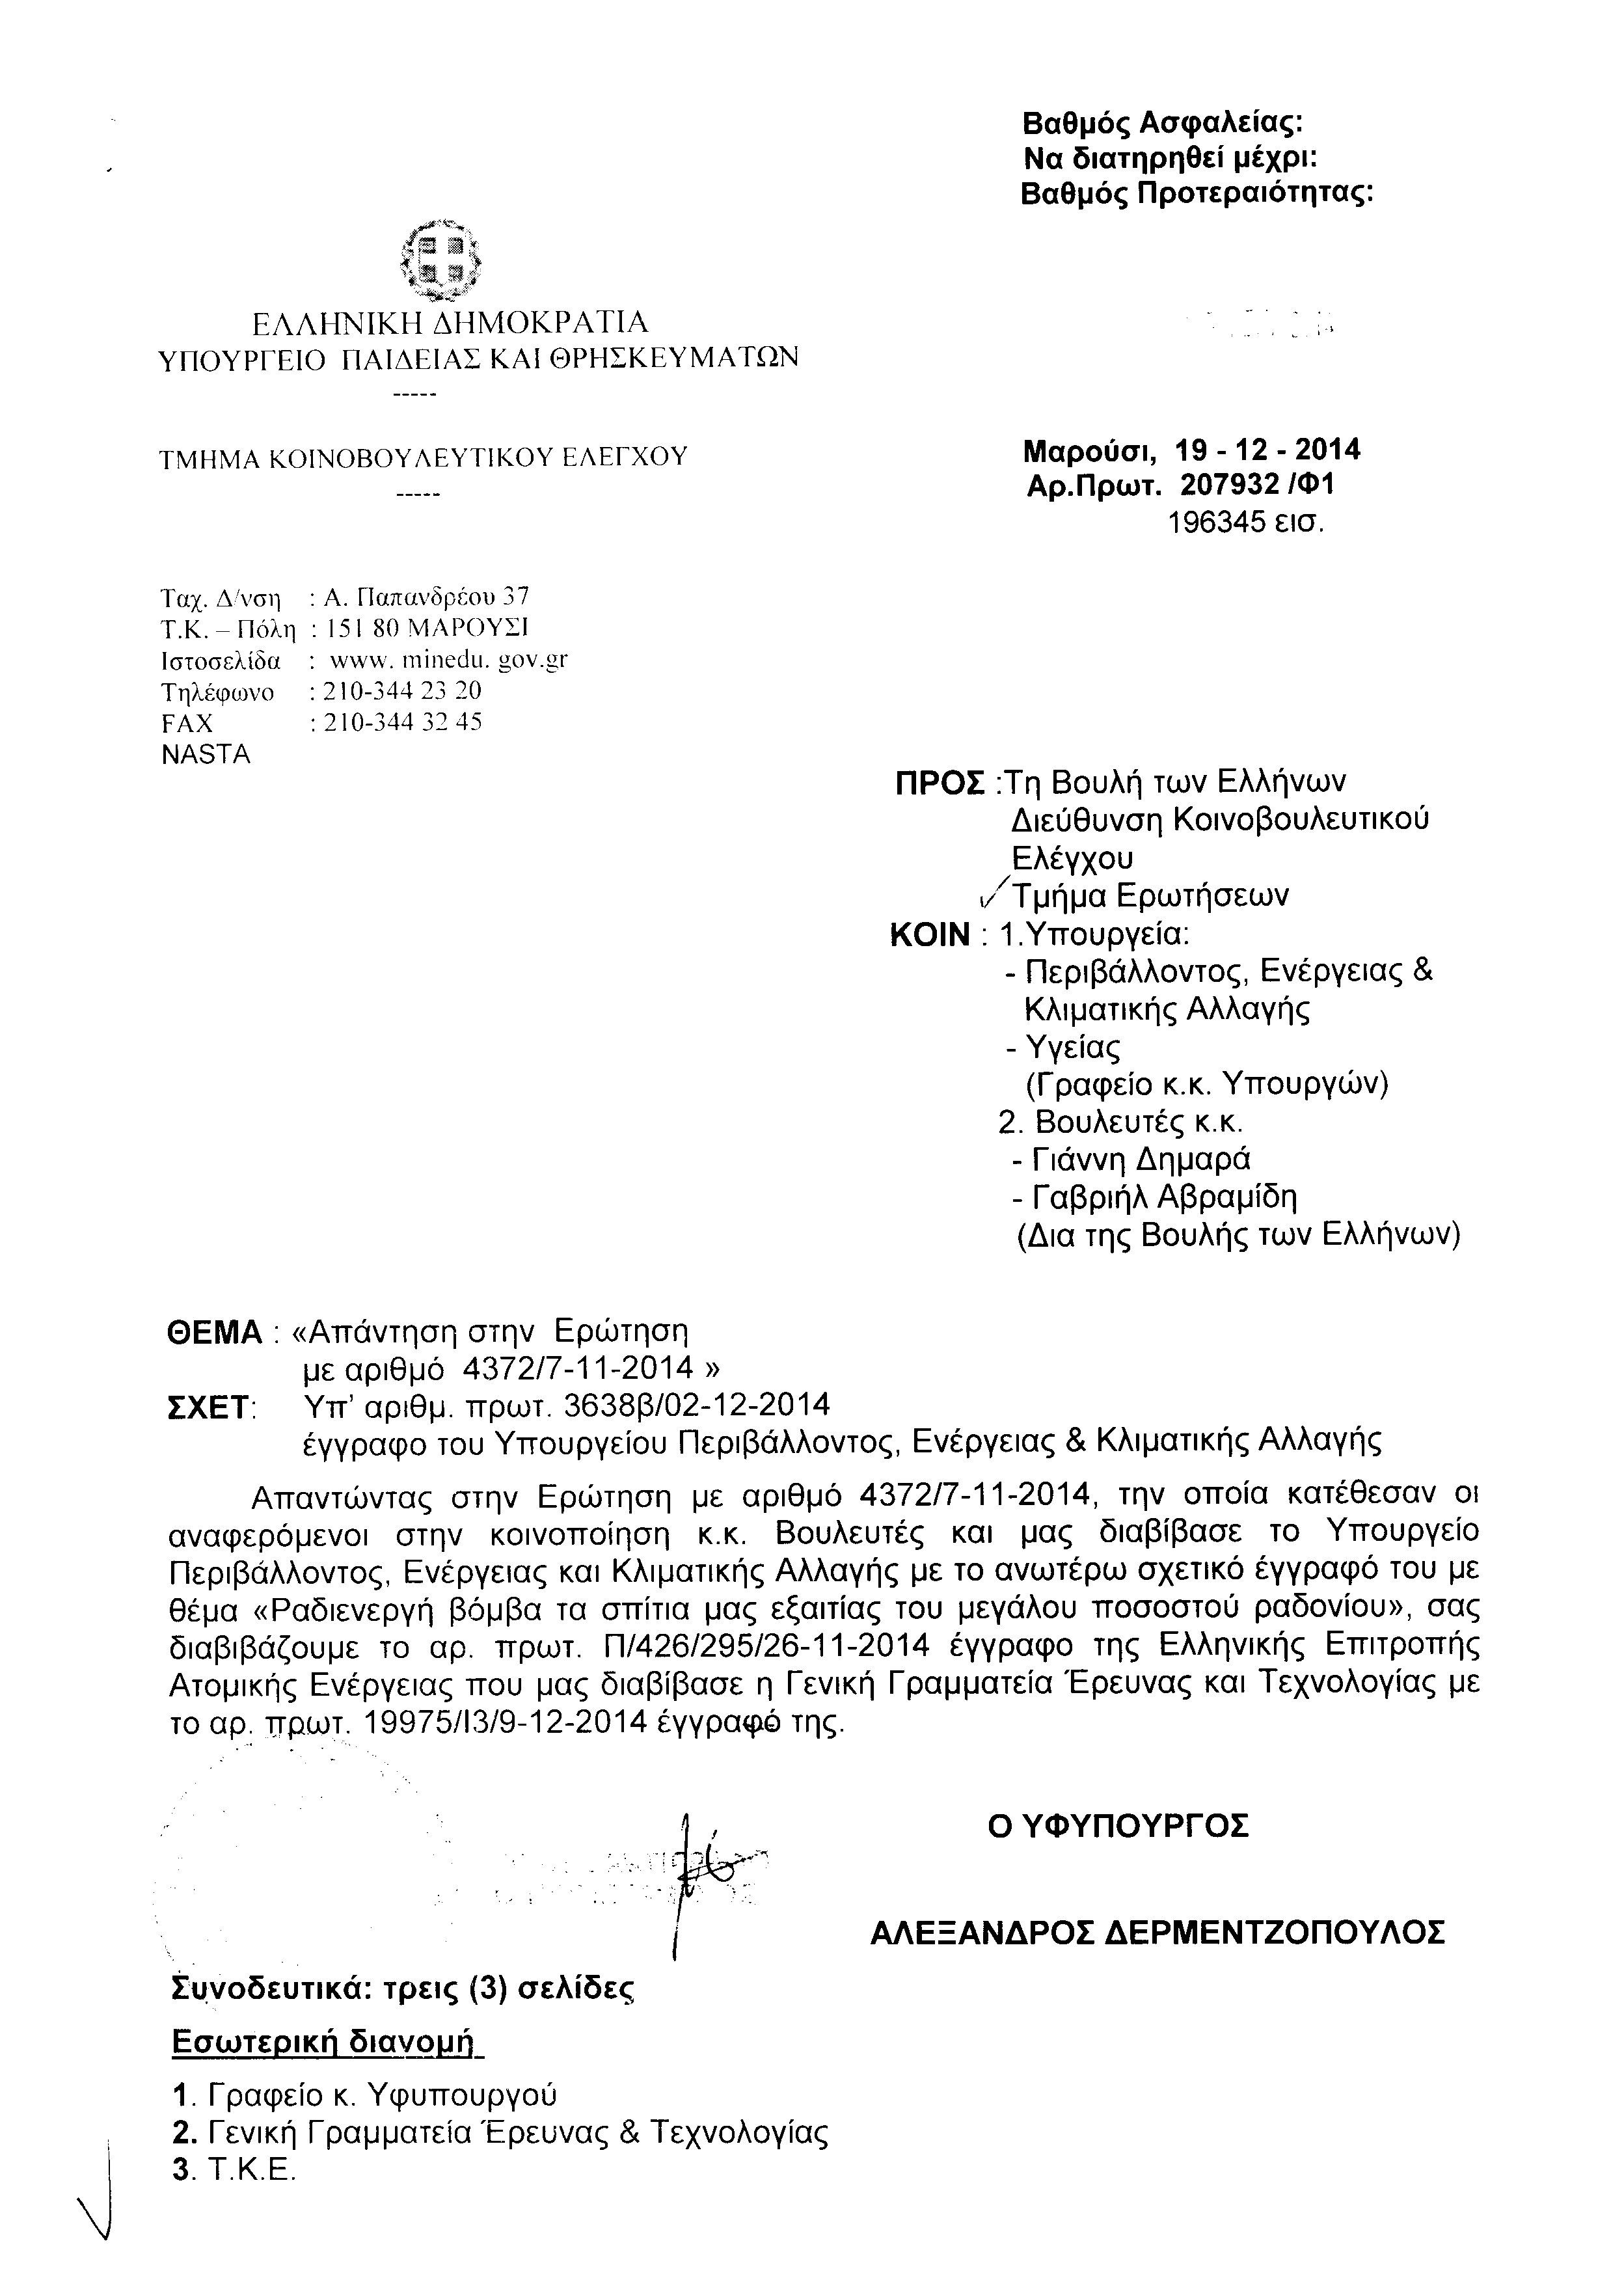 Βαθμός Ασφαλείας:
Να διατηρηθεί μέχρι:
Βαθμός Προτεραιότητας:
ΕΛΛΗΝΙΚΗ ΔΗΜΟΚΡΑΤΙΑ
ΥΠΟΥΡΓΕΙΟ ΠΑΙΔΕΙΑΣ ΚΑΙ ΘΡΗΣΚΕΥΜΑΤΩΝ
-----
ΤΜΗΜΑ ΚΟΙΝΟΒΟΥΛΕΥΤΙΚΟΥ ΕΛΕΓΧΟΥ
-----
Μαρούσι, 19 - 12 - 2014
Αρ.Πρωτ. 207932 /Φ1
196345 εισ.
Ταχ. Δ/νση : Α. Παπανδρέου 37
Τ.Κ. – Πόλη : 151 80 ΜΑΡΟΥΣΙ
Ιστοσελίδα : www. minedu. gov.gr
Τηλέφωνο : 210-344 23 20
FAX : 210-344 32 45
NASTA
ΠΡΟΣ :Τη Βουλή των Ελλήνων
Διεύθυνση Κοινοβουλευτικού
Ελέγχου
Τμήμα Ερωτήσεων
ΚΟΙΝ : 1.Υπουργεία:
- Περιβάλλοντος, Ενέργειας &
Κλιματικής Αλλαγής
- Υγείας
(Γραφείο κ.κ. Υπουργών)
2. Βουλευτές κ.κ.
- Γιάννη Δημαρά
- Γαβριήλ Αβραμίδη
(Δια της Βουλής των Ελλήνων)
ΘΕΜΑ : «Απάντηση στην Ερώτηση
με αριθμό 4372/7-11-2014 »
ΣΧΕΤ: Υπ’ αριθμ. πρωτ. 3638β/02-12-2014
έγγραφο του Υπουργείου Περιβάλλοντος, Ενέργειας & Κλιματικής Αλλαγής
Απαντώντας στην Ερώτηση με αριθμό 4372/7-11-2014, την οποία κατέθεσαν οι
αναφερόμενοι στην κοινοποίηση κ.κ. Βουλευτές και μας διαβίβασε το Υπουργείο
Περιβάλλοντος, Ενέργειας και Κλιματικής Αλλαγής με το ανωτέρω σχετικό έγγραφό του με
θέμα «Ραδιενεργή βόμβα τα σπίτια μας εξαιτίας του μεγάλου ποσοστού ραδονίου», σας
διαβιβάζουμε το αρ. πρωτ. Π/426/295/26-11-2014 έγγραφο της Ελληνικής Επιτροπής
Ατομικής Ενέργειας που μας διαβίβασε η Γενική Γραμματεία Έρευνας και Τεχνολογίας με
το αρ. πρωτ. 19975/Ι3/9-12-2014 έγγραφό της.
Ο ΥΦΥΠΟΥΡΓΟΣ
ΑΛΕΞΑΝΔΡΟΣ ΔΕΡΜΕΝΤΖΟΠΟΥΛΟΣ
Συνοδευτικά: τρεις (3) σελίδες
Εσωτερική διανομή
1. Γραφείο κ. Υφυπουργού
2. Γενική Γραμματεία Έρευνας & Τεχνολογίας
3. Τ.Κ.Ε.